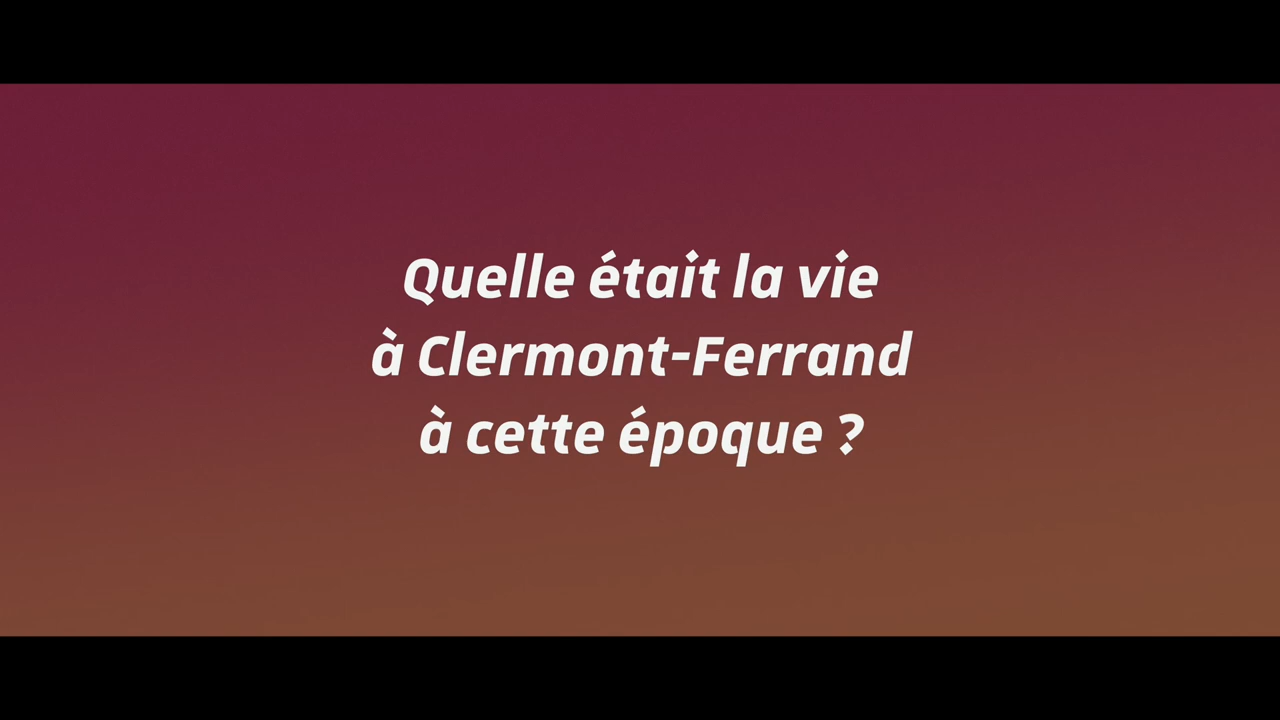 Quelle était la vie
à Clermont-Ferrand
à cette époque ?